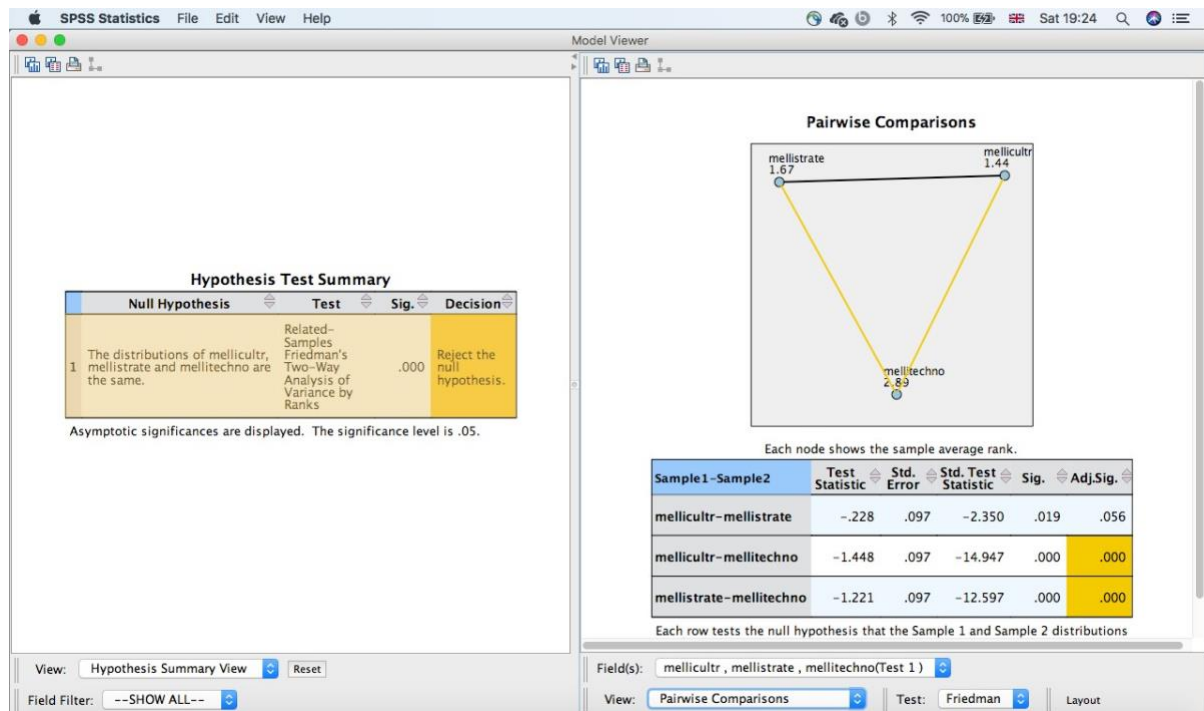 SPSS Statistics File Edit View Help 100% Sat 19:24
Model Viewer
Hypothesis Test Summary
Null Hypothesis Test Sig. Decision
1 The distributions of mellicultr, mellistrate and mellitechno are the same. Related-Samples Friedman's Two-Way Analysis of Variance by Ranks .000 Reject the null hypothesis.
Asymptotic significances are displayed. The significance level is .05.
View: Hypothesis Summary View Reset
Field Filter: --SHOW ALL--
Pairwise Comparisons
mellistrate
1.67
mellicultr
1.44
mellitechno
2.89
Each node shows the sample average rank.
Sample1-Sample2 Test Statistic Std. Error Std. Test Statistic Sig. Adj.Sig.
mellicultr-mellistrate -.228 .097 -2.350 .019 .056
mellicultr-mellitechno -1.448 .097 -14.947 .000 .000
mellistrate-mellitechno -1.221 .097 -12.597 .000 .000
Each row tests the null hypothesis that the Sample 1 and Sample 2 distributions
Field(s): mellicultr , mellistrate , mellitechno(Test 1)
View: Pairwise Comparisons Test: Friedman Layout